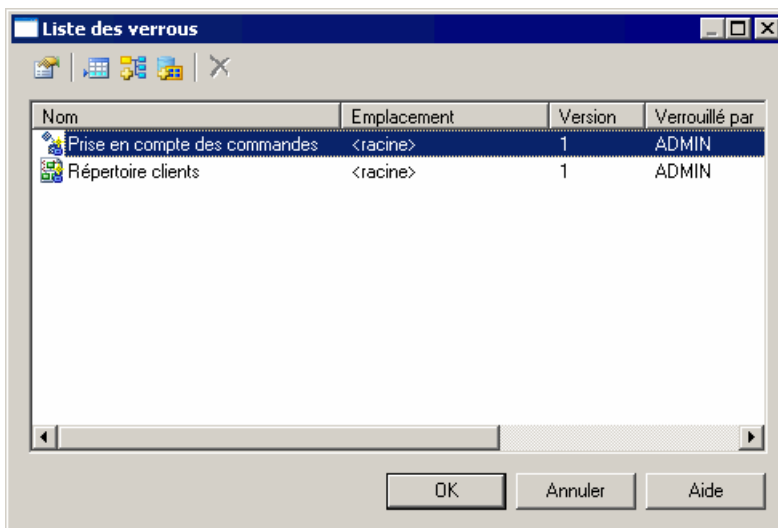 Liste des verrous
Nom Emplacement Version Verrouillé par
Prise en compte des commandes <racine> 1 ADMIN
Répertoire clients <racine> 1 ADMIN
OK Annuler Aide